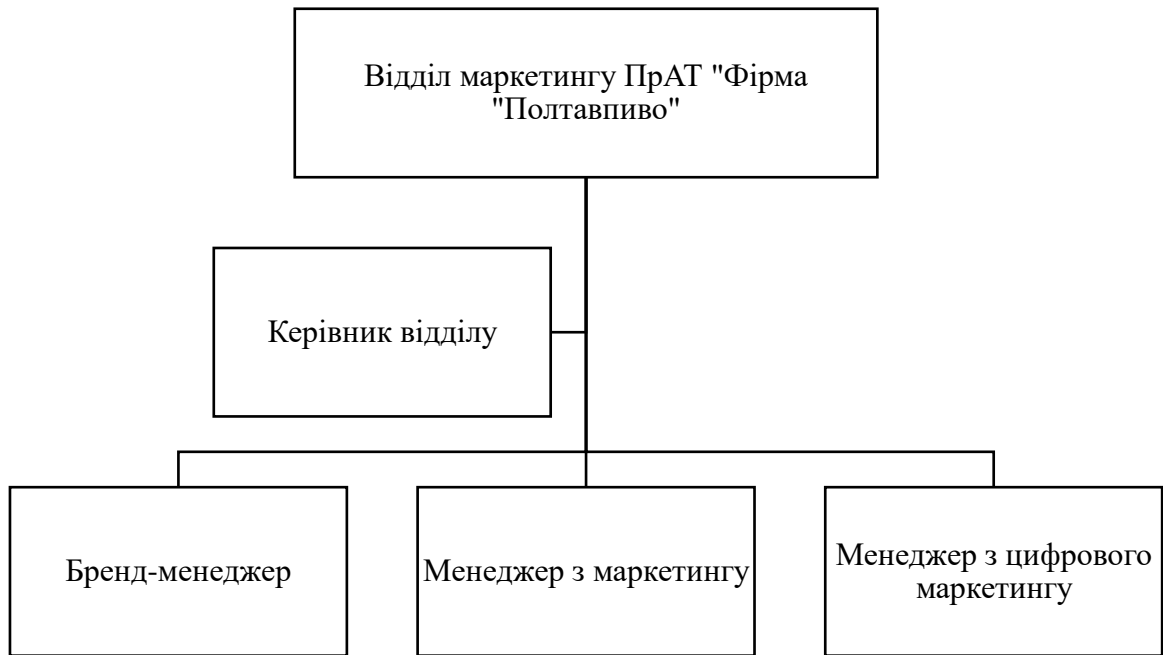 Відділ маркетингу ПрАТ "Фірма
"Полтавпиво"
Керівник відділу
Бренд-менеджер
Менеджер з маркетингу
Менеджер з цифрового
маркетингу